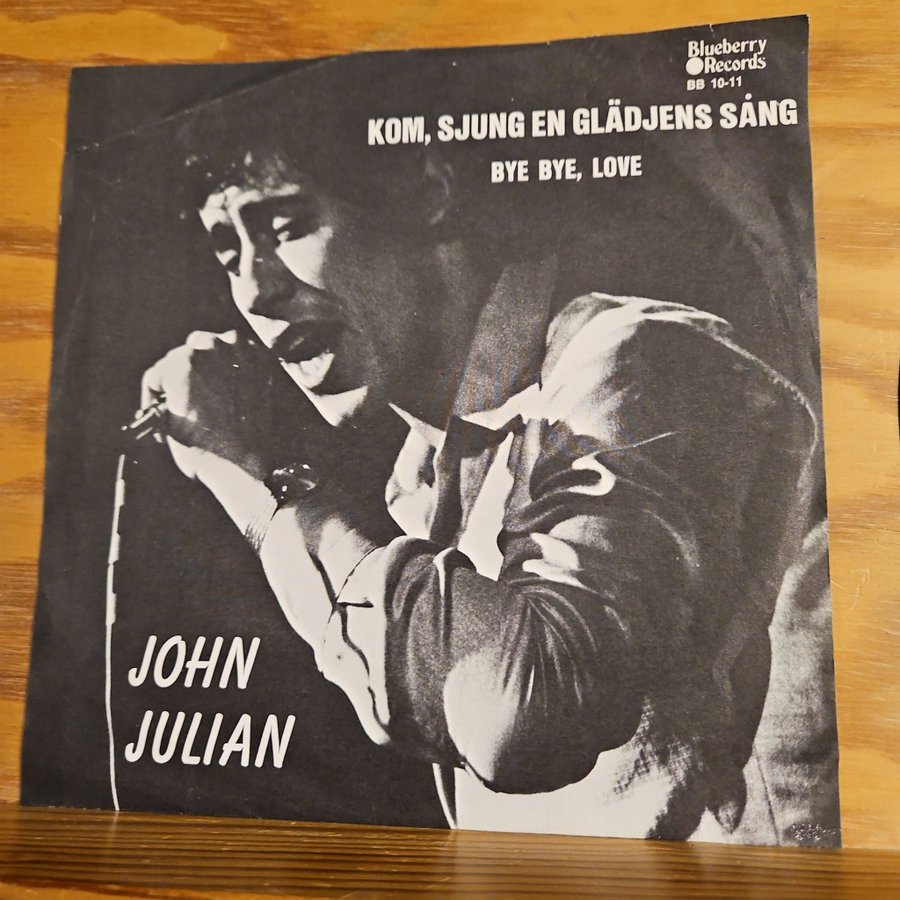 Blueberry
Records
BB 10-11
KOM, SJUNG EN GLÄDJENS SÅNG
BYE BYE, LOVE
JOHN
JULIAN